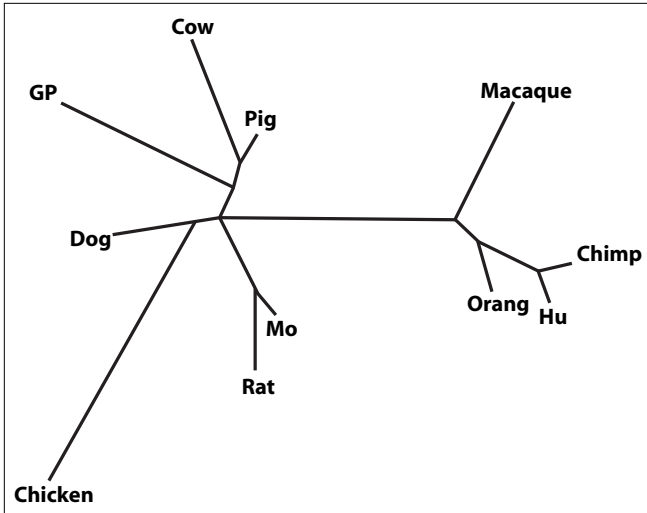 Cow
GP
Macaque
Pig
Dog
Chimp
Orang
Hu
Mo
Rat
Chicken